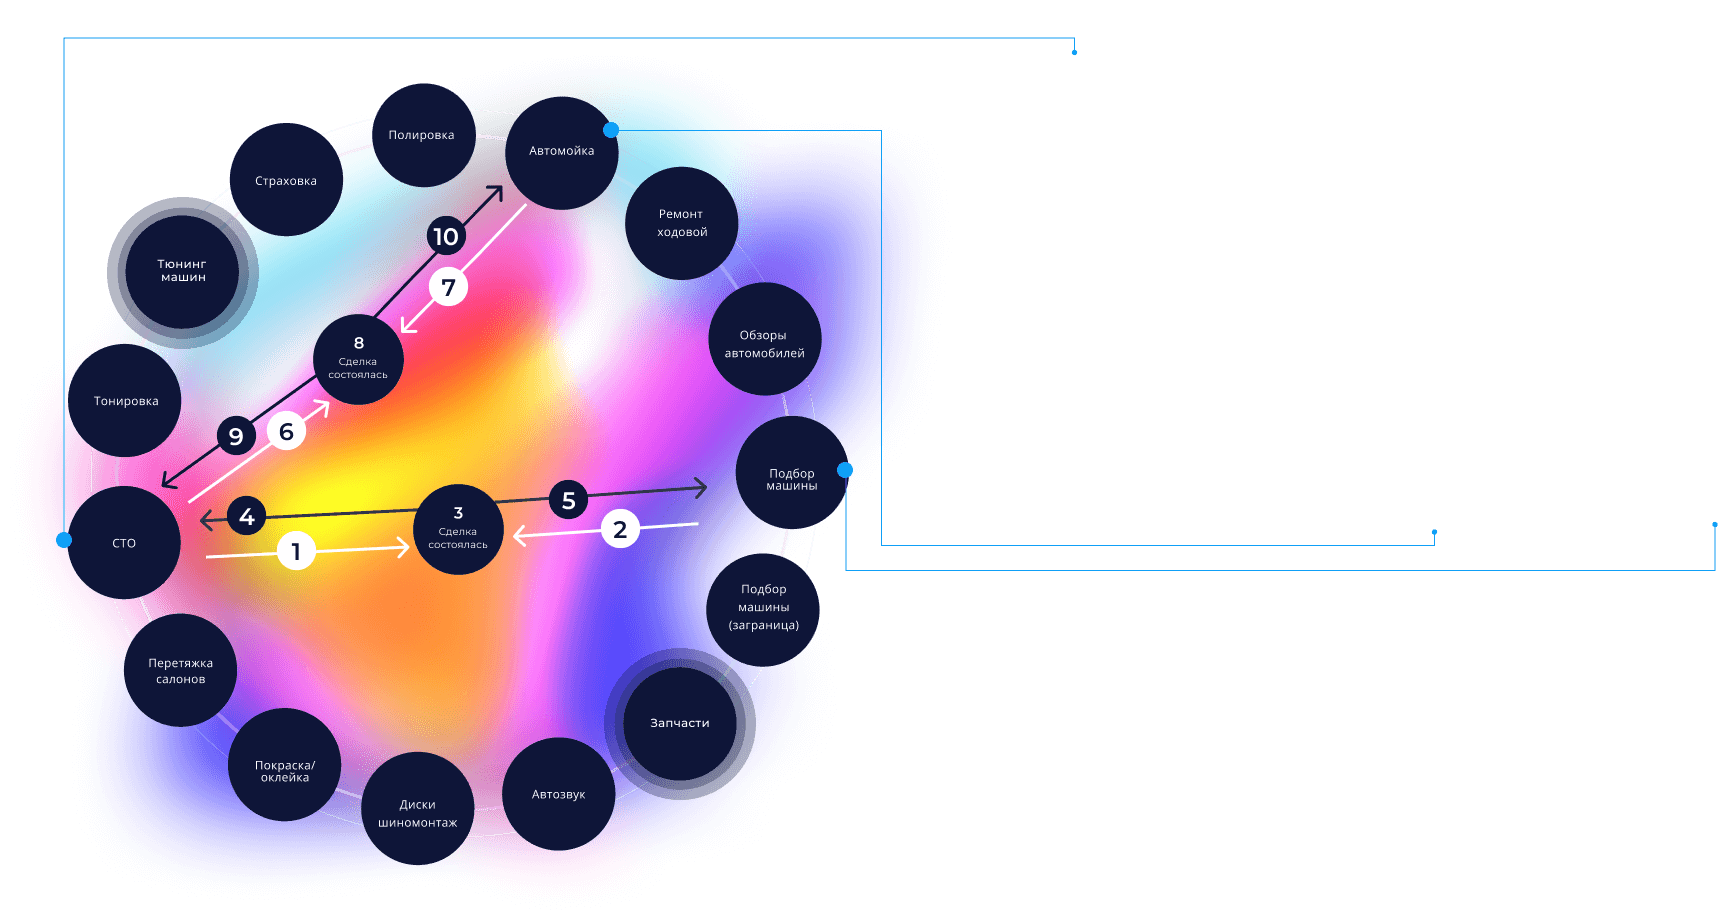 Полировка
Автомойка
Страховка
Ремонт
ходовой
10
Тюнинг
машин
7
Обзоры
автомобилей
8
Сделка
состоялась
Тонировка
9
6
Подбор
машины
5
4
3
Сделка
состоялась
2
1
СТО
Подбор
машины
(заграница)
Перетяжка
салонов
Запчасти
Покраска/
оклейка
Автозвук
Диски
шиномонтаж